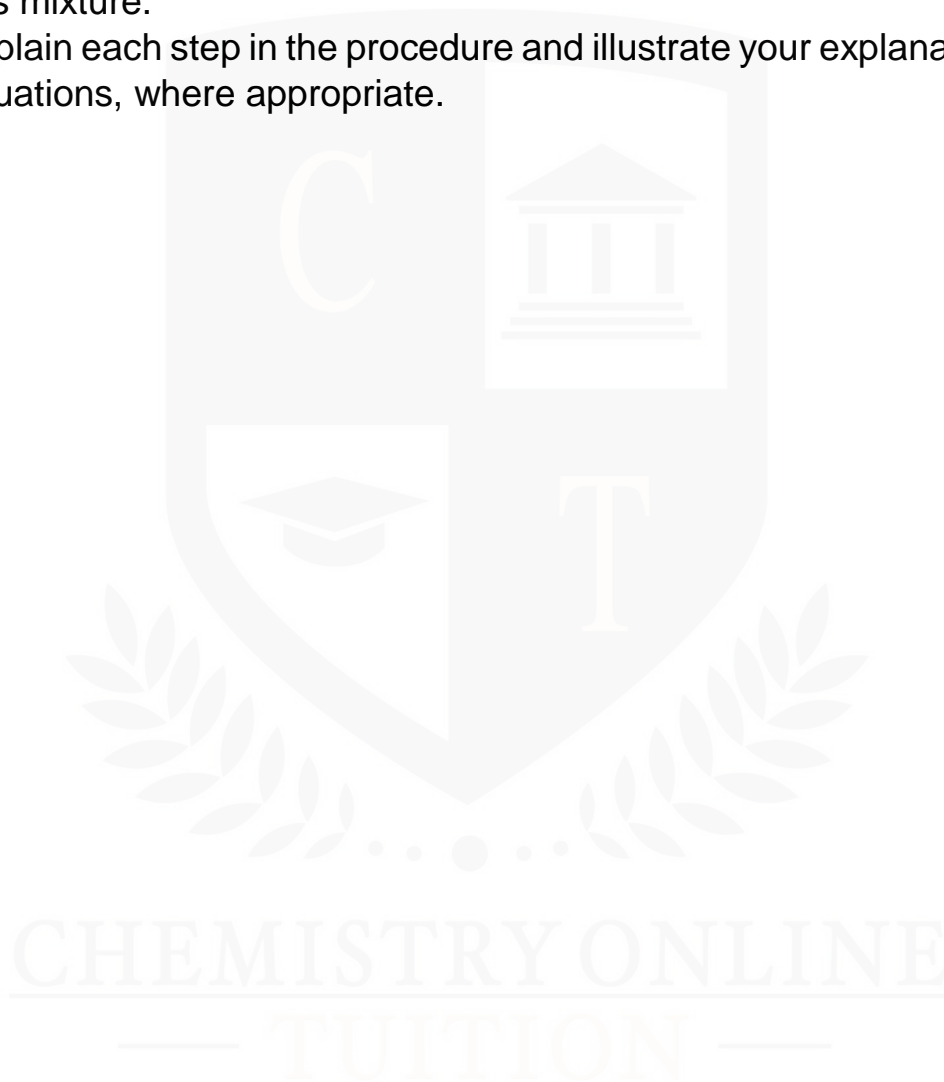 s mixture.
plain each step in the procedure and illustrate your explana
uations, where appropriate.
C
T
CHEMISTRY ONLINE
— TUITION —